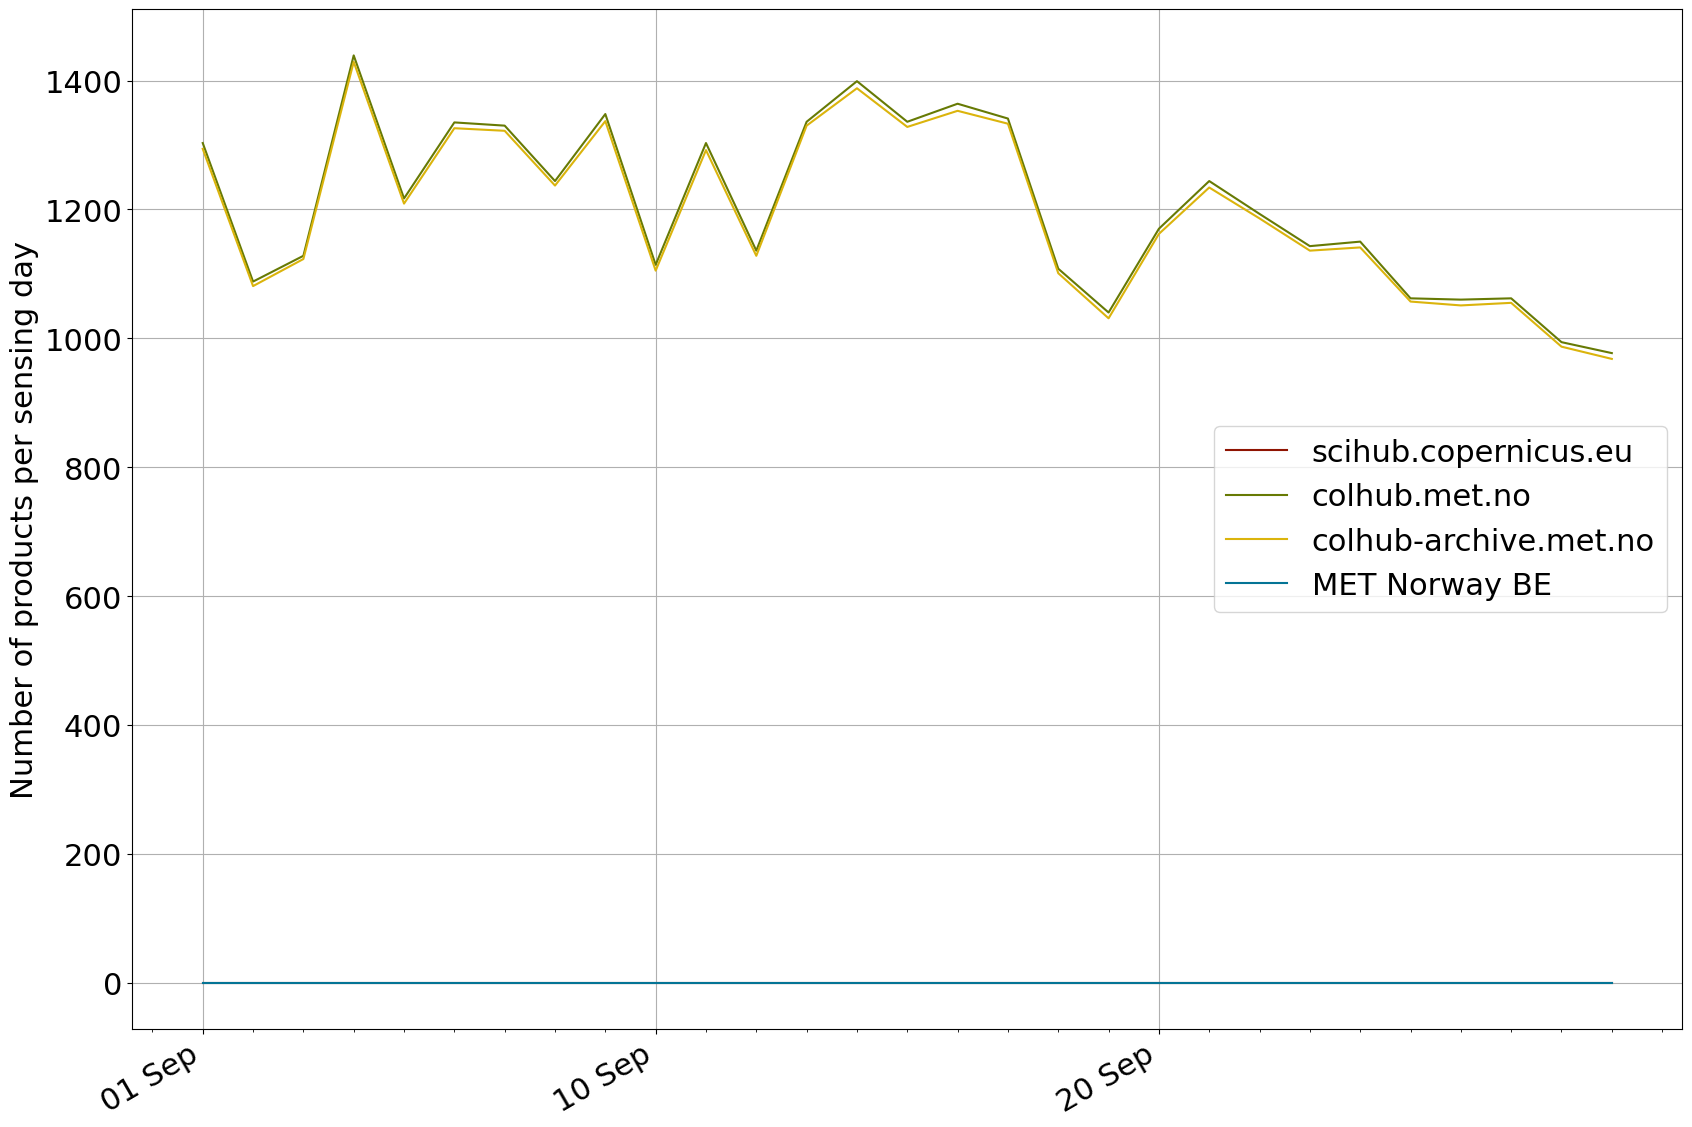 Number of products per sensing day
1400
1200
1000
800
600
400
200
0
scihub.copernicus.eu
colhub.met.no
colhub-archive.met.no
MET Norway BE
01 Sep
10 Sep
20 Sep